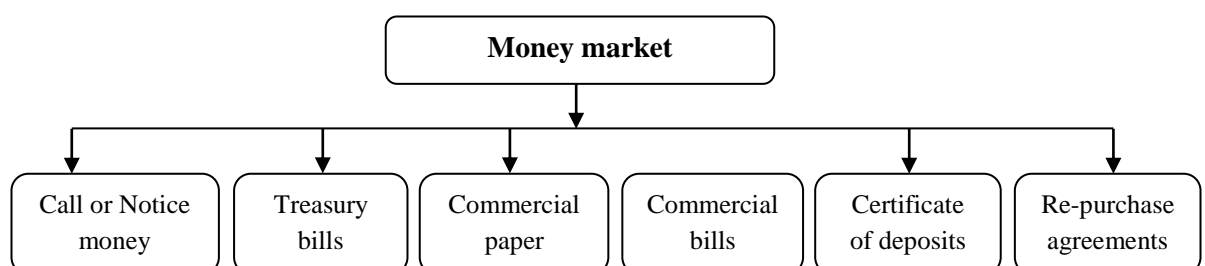 Money market
Call or Notice
money
Treasury
bills
Commercial
paper
Commercial
bills
Certificate
of deposits
Re-purchase
agreements